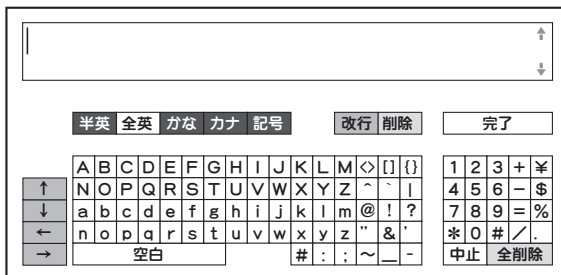 半英 全英 かな カナ 記号 改行 削除 完了
A B C D E F G H I J K L M <> [] {} 1 2 3 + ¥
↑ N O P Q R S T U V W X Y Z ^ ` | 4 5 6 - $
↓ a b c d e f g h i j k l m @ ! ? 7 8 9 = %
← n o p q r s t u v w x y z " & ' * 0 # / .
→ 空白 # : ; ~ _ - 中止 全削除